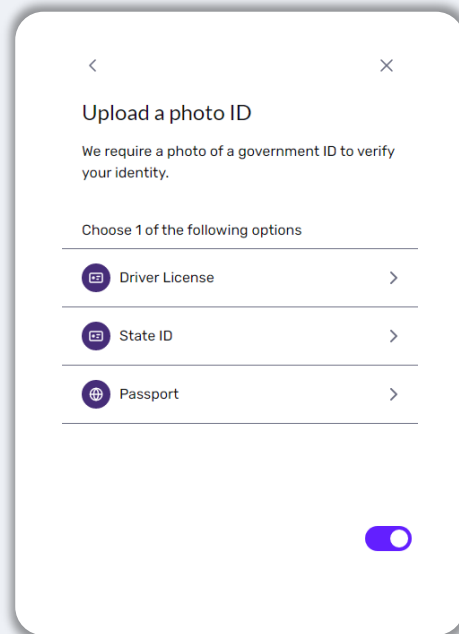 Upload a photo ID
We require a photo of a government ID to verify
your identity.
Choose 1 of the following options
Driver License
State ID
Passport